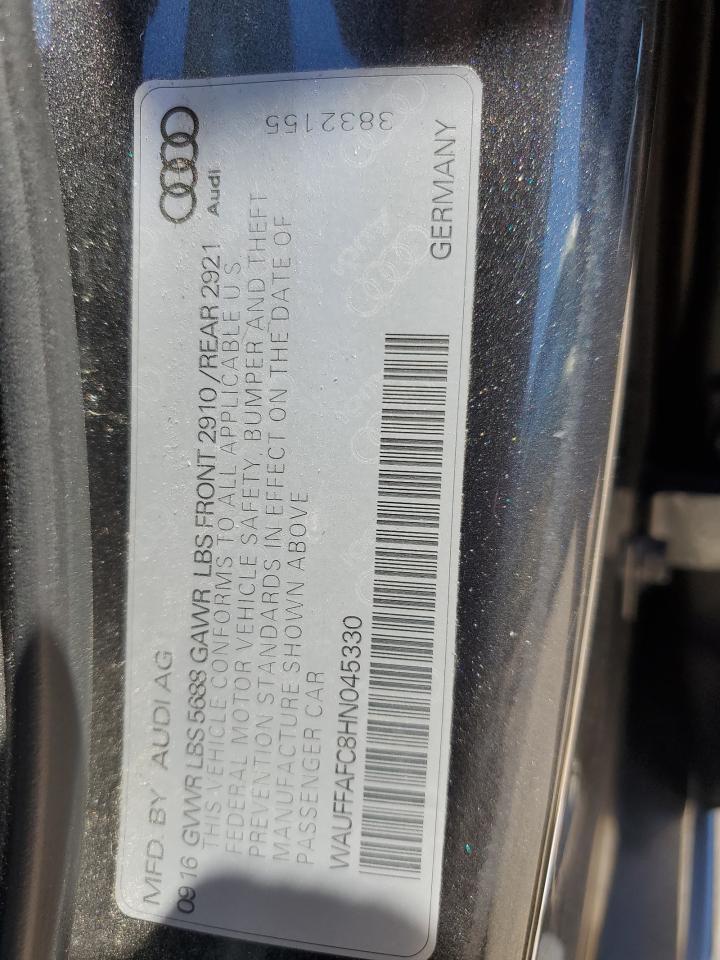 MFD. BY AUDI AG
09 16 GVWR LBS 5688 GAWR LBS FRONT 2910 /REAR 2921
THIS VEHICLE CONFORMS TO ALL APPLICABLE U.S.
FEDERAL MOTOR VEHICLE SAFETY, BUMPER AND THEFT
PREVENTION STANDARDS IN EFFECT ON THE DATE OF
MANUFACTURE SHOWN ABOVE
PASSENGER CAR
WAUFFAFC8HN045330
Audi
3832155
GERMANY